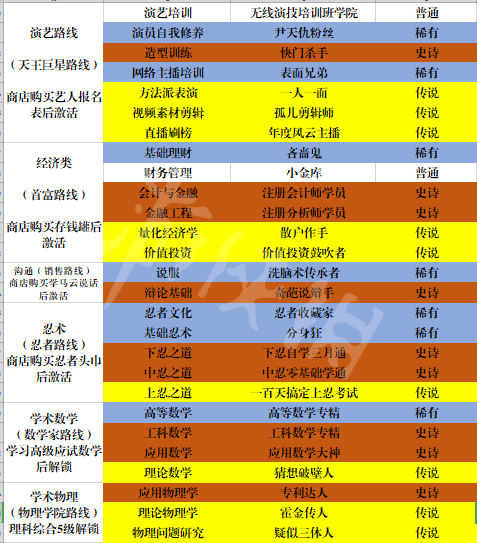 演艺培训 无线演技培训班学院 普通
演艺路线
（天王巨星路线）
商店购买艺人报名
表后激活
演员自我修养 尹天仇粉丝 稀有
造型训练 快门杀手 史诗
网络主播培训 表面兄弟 稀有
方法派表演 一人一面 传说
视频素材剪辑 孤儿剪辑师 传说
直播刷榜 年度风云主播 传说
经济类
（首富路线）
商店购买存钱罐后
激活
基础理财 吝啬鬼 稀有
财务管理 小金库 普通
会计与金融 注册会计师学员 史诗
金融工程 注册分析师学员 史诗
量化经济学 散户作手 传说
价值投资 价值投资鼓吹者 传说
沟通（销售路线）
商店购买学马云说话
后激活
说服 洗脑术传承者 稀有
辩论基础 奇葩说辩手 史诗
忍术
（忍者路线）
商店购买忍者头巾
后激活
忍者文化 忍者收藏家 稀有
基础忍术 分身狂 稀有
下忍之道 下忍自学三月通 史诗
中忍之道 中忍零基础学通 史诗
上忍之道 一百天搞定上忍考试 传说
学术数学
（数学家路线）
学习高级应试数学
后解锁
高等数学 高等数学专精 稀有
工科数学 工科数学专精 史诗
应用数学 应用数学大神 史诗
理论数学 猜想破壁人 传说
学术物理
（物理学院路线）
理科综合5级解锁
应用物理学 专利达人 史诗
理论物理学 霍金传人 传说
物理问题研究 疑似三体人 传说